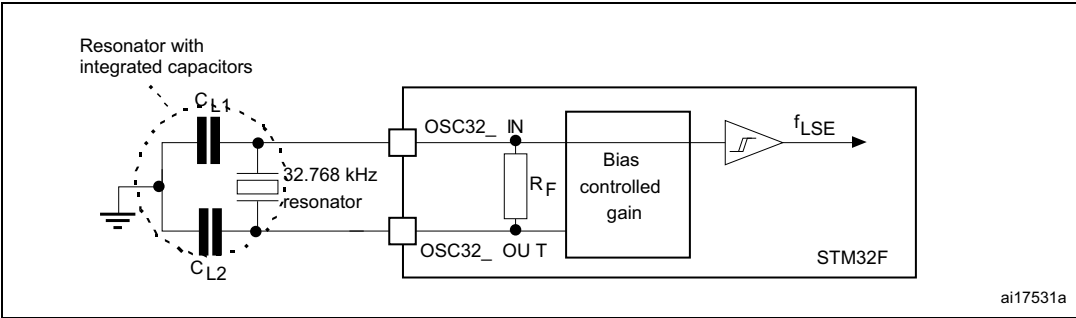 Resonator with
integrated capacitors
CL1
OSC32_ IN
fLSE
32.768 kHz
resonator
RF
Bias
controlled
gain
OSC32_ OU T
STM32F
CL2
ai17531a